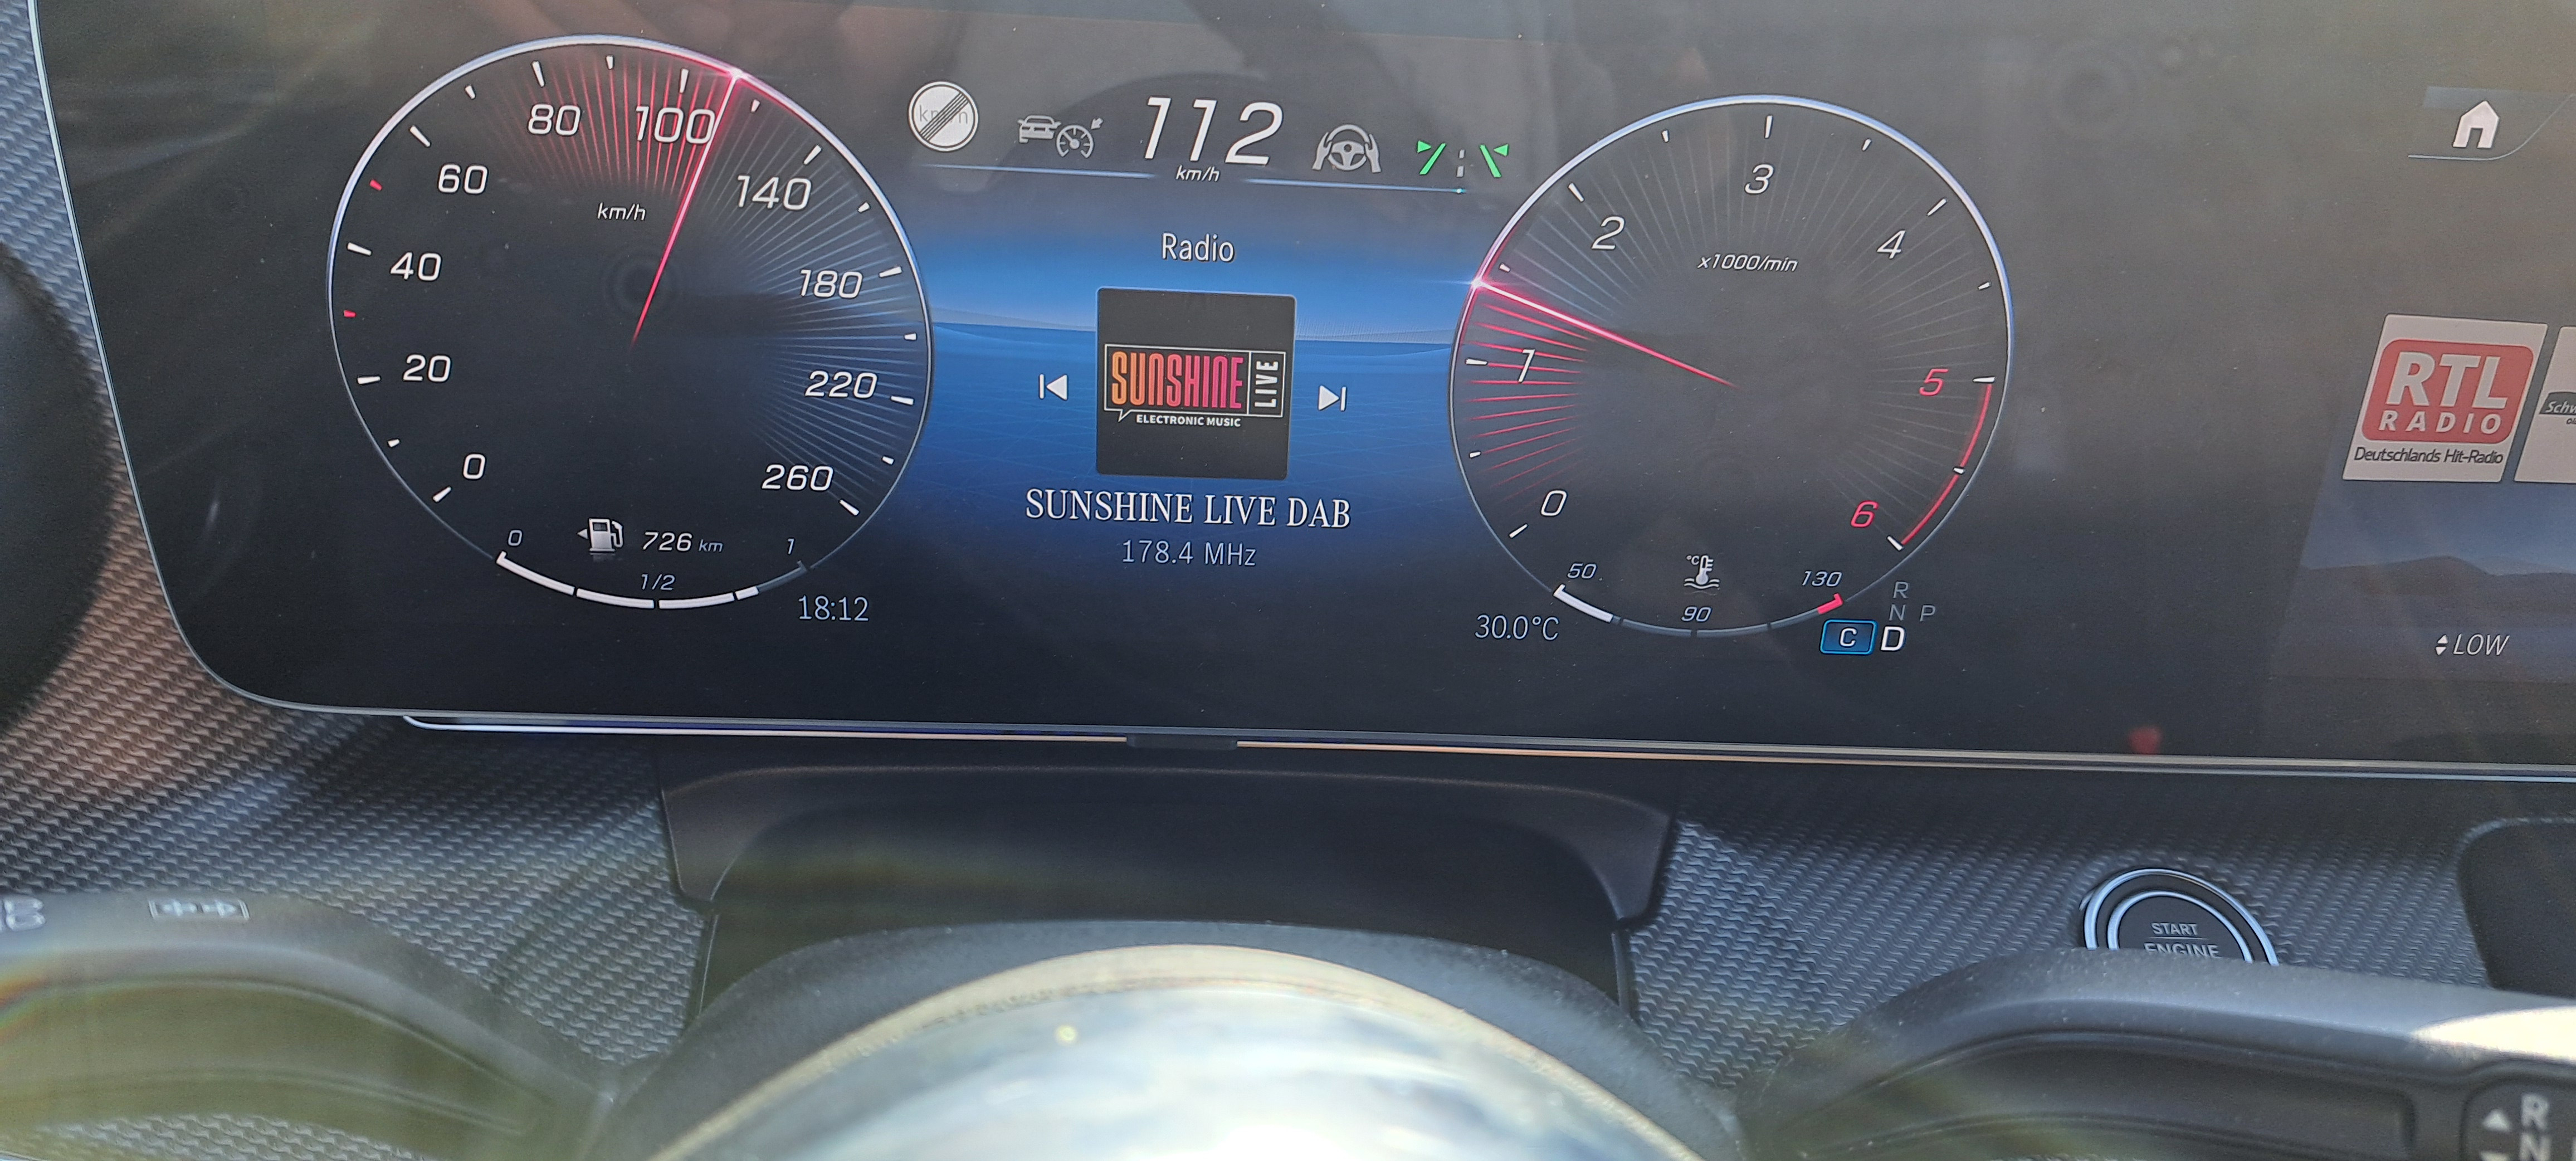 km/h
112
km/h
80
100
60
140
km/h
40
180
20
220
0
260
0
726 km
1
1/2
18:12
Radio
SUNSHINE LIVE
ELECTRONIC MUSIC
SUNSHINE LIVE DAB
178.4 MHz
3
2
4
x1000/min
1
5
0
6
50
130
90
°C
30.0°C
R
N P
C D
RTL
RADIO
Deutschlands Hit-Radio
LOW
START
ENGINE
R
N